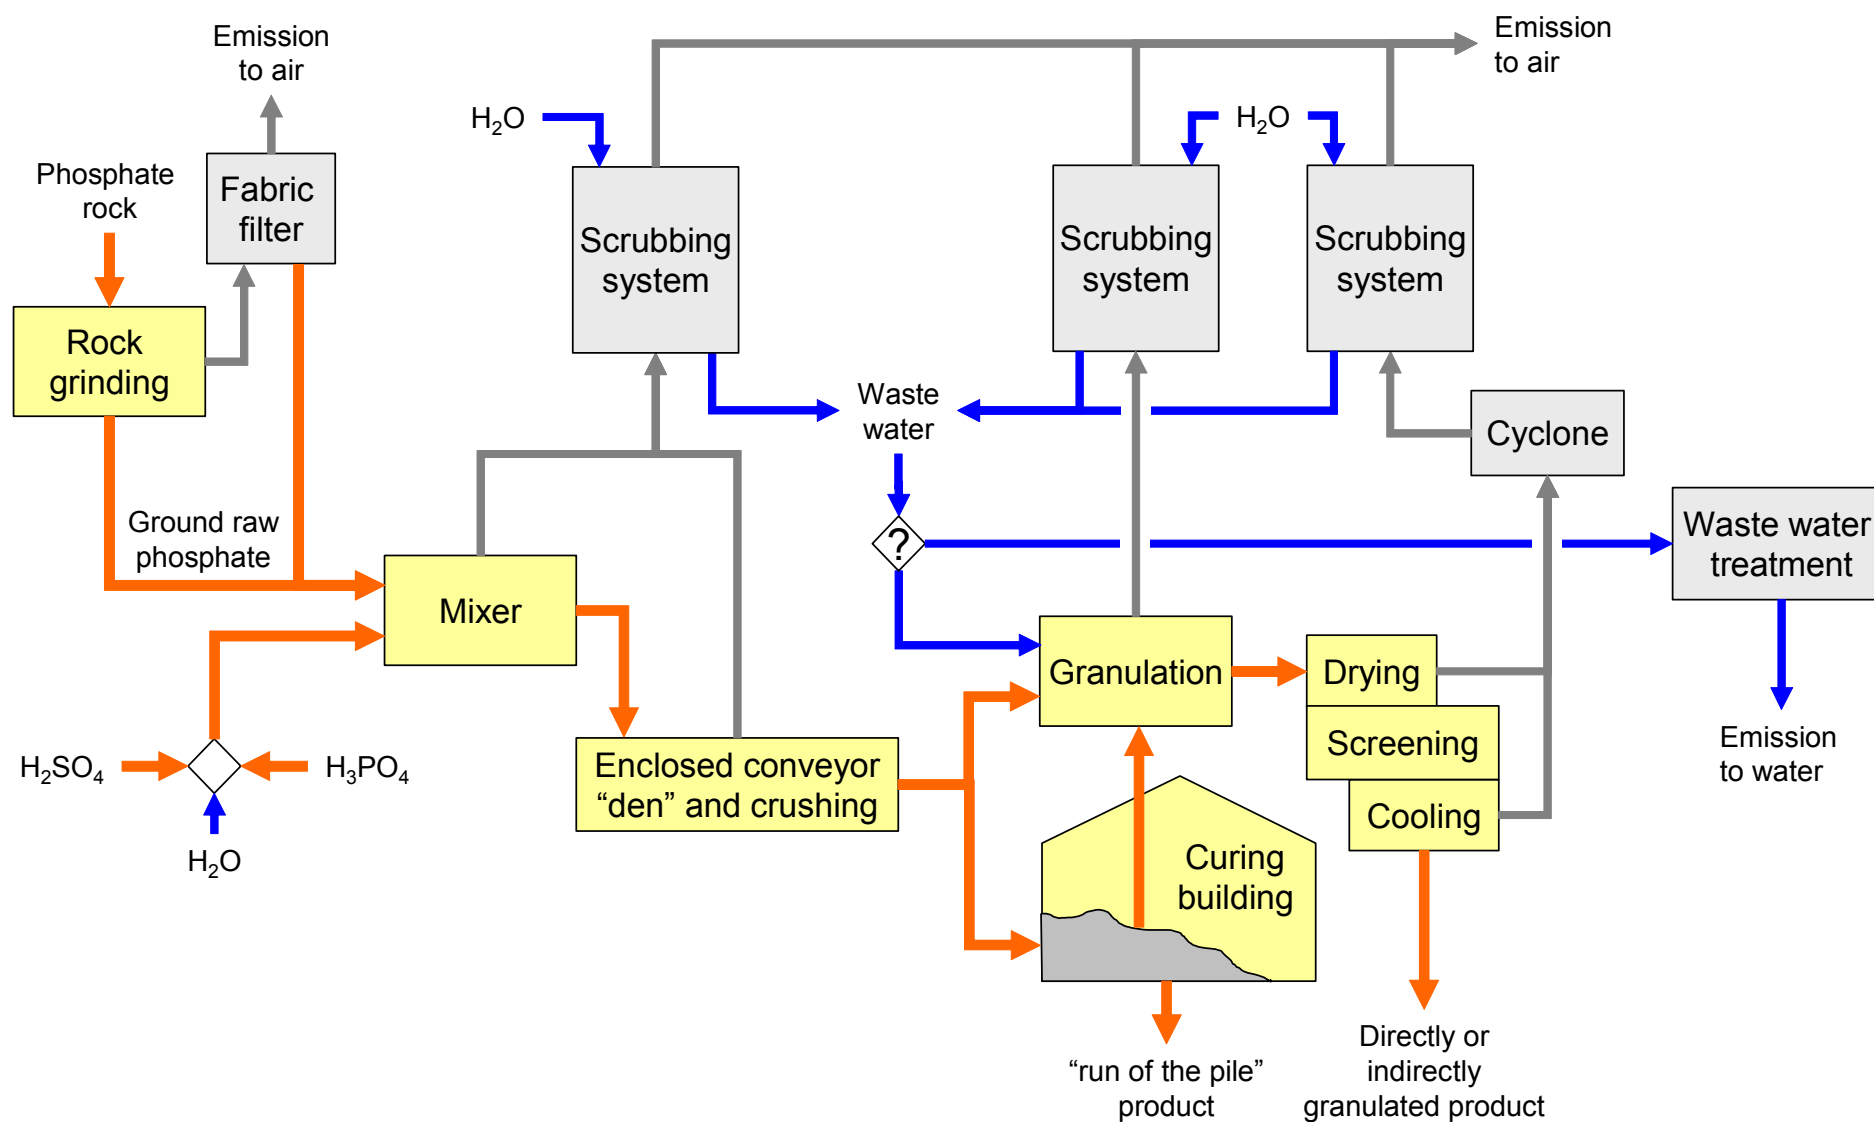 Emission
to air
Emission
to air
H₂O
H₂O
Phosphate
rock
Fabric
filter
Scrubbing
system
Scrubbing
system
Scrubbing
system
Rock
grinding
Waste
water
Cyclone
Ground raw
phosphate
?
Waste water
treatment
Mixer
Granulation
Drying
Screening
Cooling
H₂SO₄
H₃PO₄
H₂O
Enclosed conveyor
“den” and crushing
Emission
to water
Curing
building
“run of the pile”
product
Directly or
indirectly
granulated product